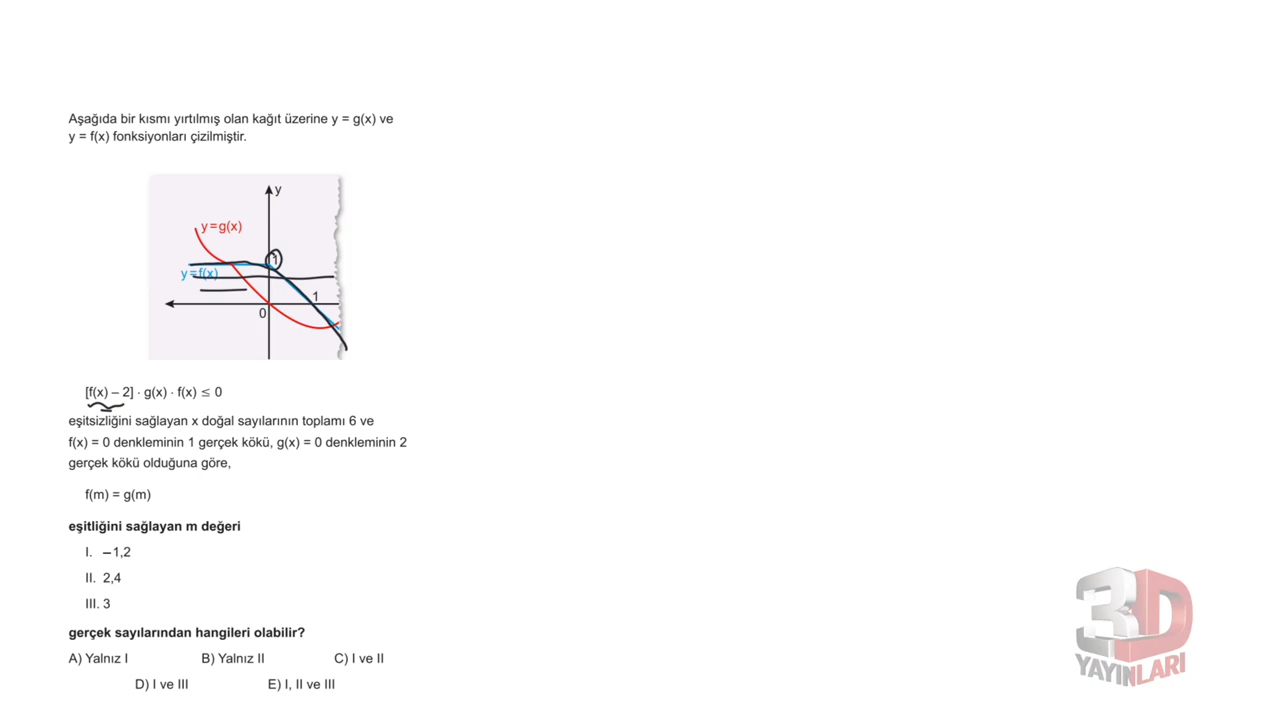 Aşağıda bir kısmı yırtılmış olan kağıt üzerine y = g(x) ve
y = f(x) fonksiyonları çizilmiştir.
y
y=g(x)
1
y=f(x)
1
0
[f(x) – 2] · g(x) · f(x) ≤ 0
eşitsizliğini sağlayan x doğal sayılarının toplamı 6 ve
f(x) = 0 denkleminin 1 gerçek kökü, g(x) = 0 denkleminin 2
gerçek kökü olduğuna göre,
f(m) = g(m)
eşitliğini sağlayan m değeri
I. –1,2
II. 2,4
III. 3
gerçek sayılarından hangileri olabilir?
A) Yalnız I B) Yalnız II C) I ve II
D) I ve III E) I, II ve III
3D
YAYINLARI